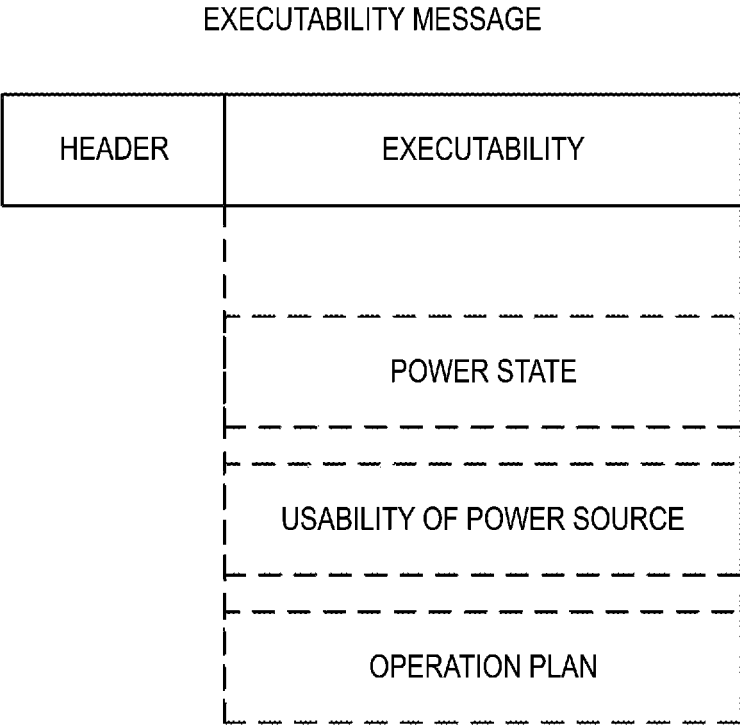 EXECUTABILITY MESSAGE
HEADER
EXECUTABILITY
POWER STATE
USABILITY OF POWER SOURCE
OPERATION PLAN